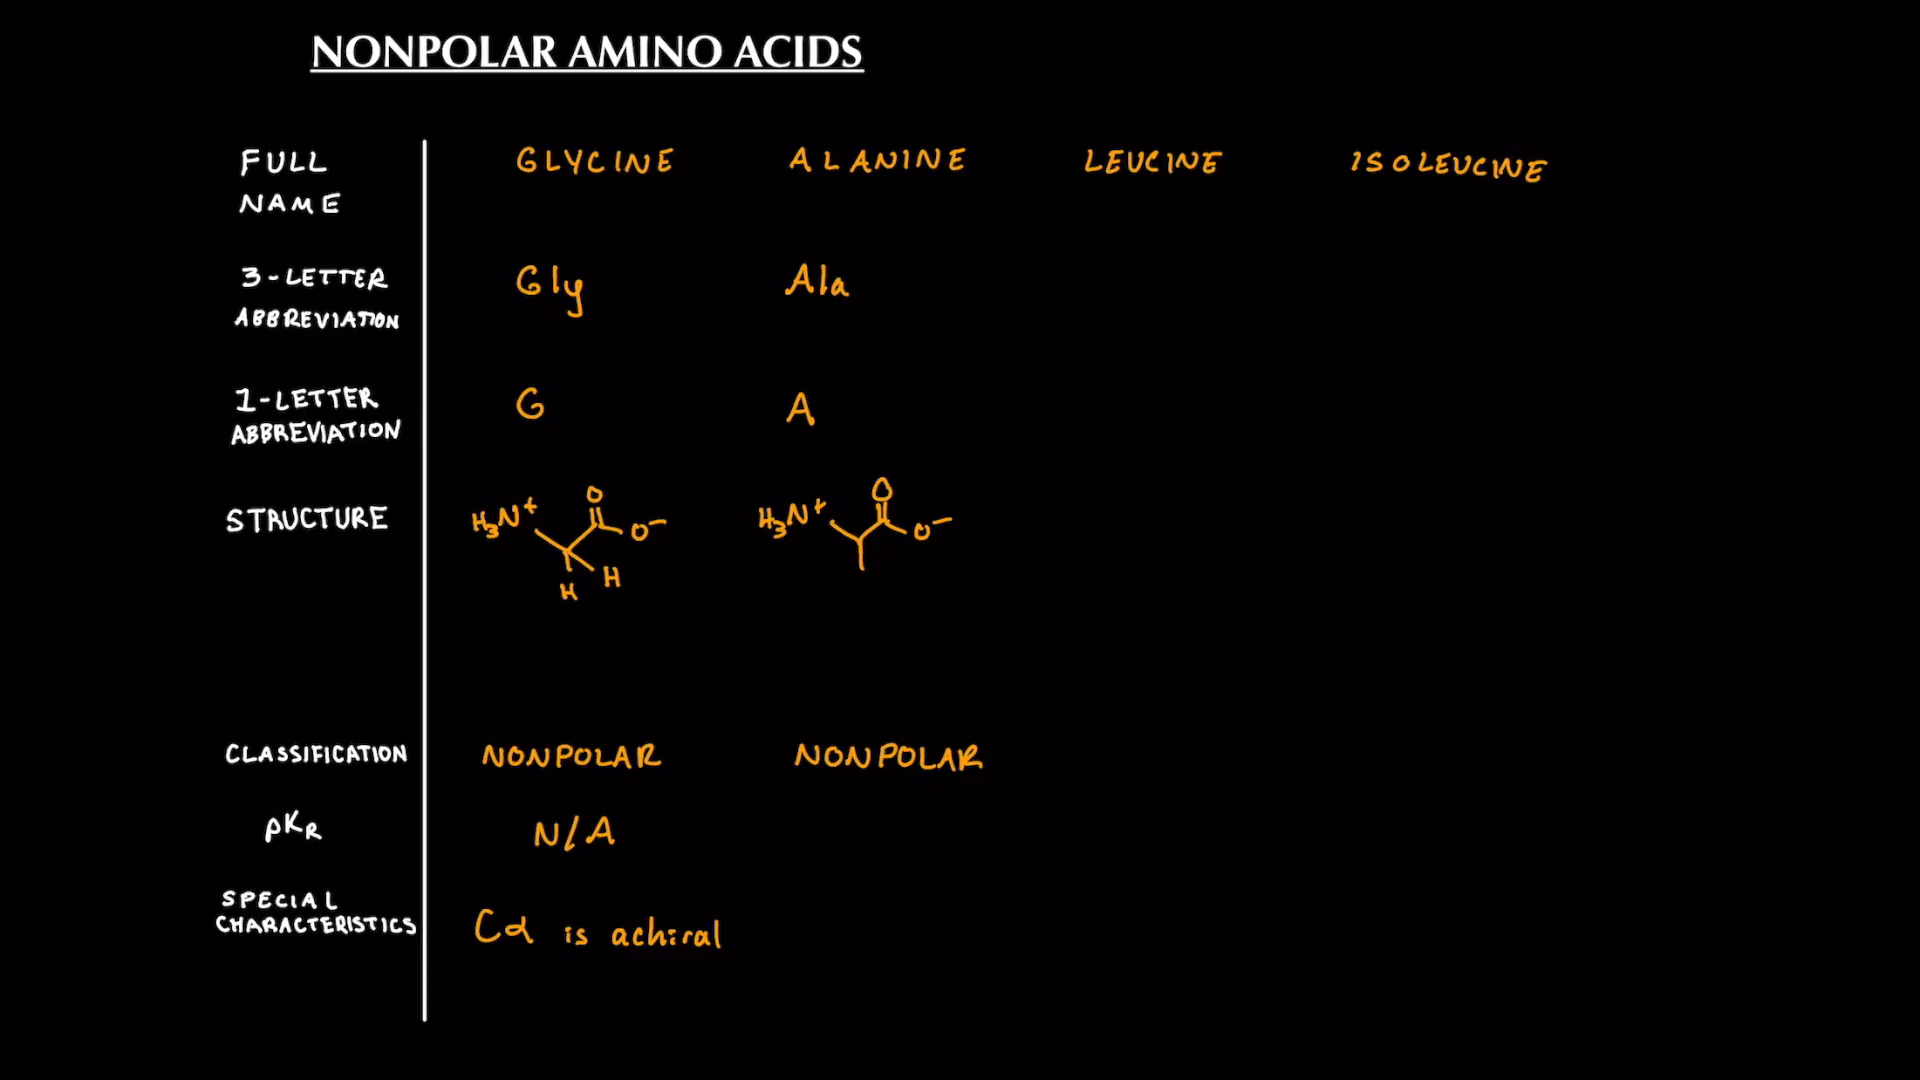 NONPOLAR AMINO ACIDS
FULL NAME GLYCINE ALANINE LEUCINE ISOLEUCINE
3-LETTER ABBREVIATION Gly Ala
1-LETTER ABBREVIATION G A
STRUCTURE H₃N⁺ O O⁻ H H H₃N⁺ O O⁻
CLASSIFICATION NONPOLAR NONPOLAR
pKR N/A
SPECIAL CHARACTERISTICS Cα is achiral